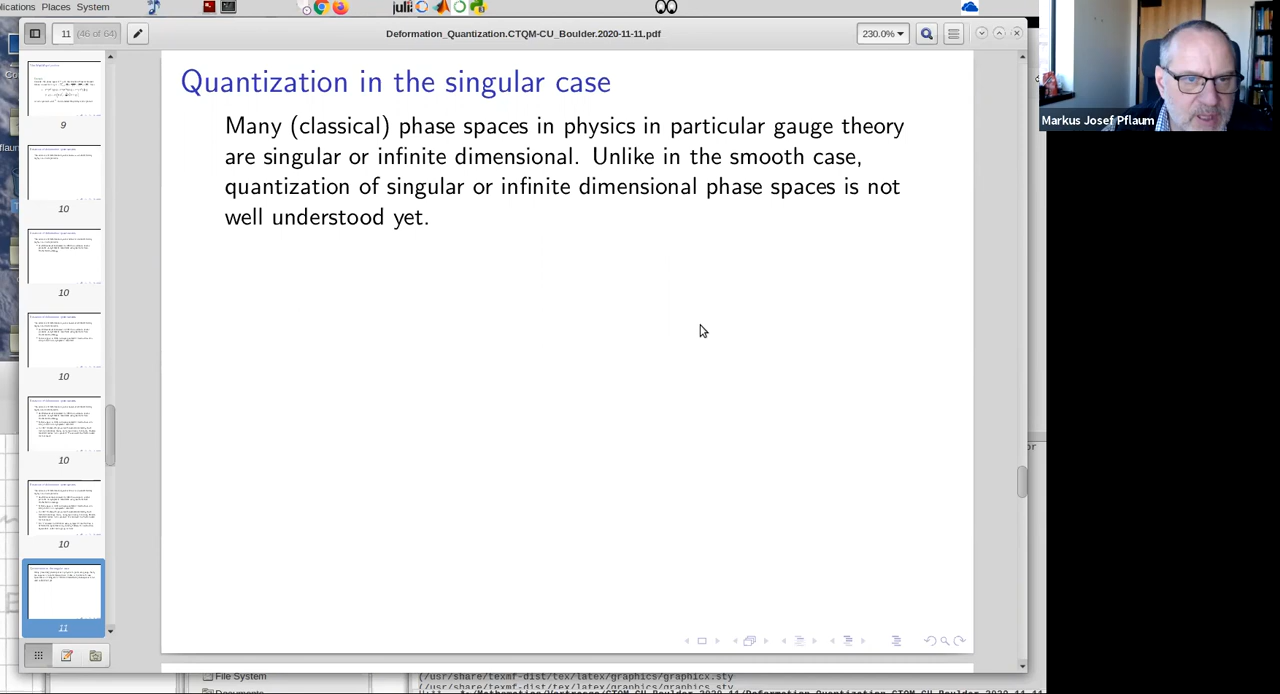 lications Places System
juli
11 (46 of 64)
Deformation_Quantization.CTQM-CU_Boulder.2020-11-11.pdf
230.0%
Quantization in the singular case
Many (classical) phase spaces in physics in particular gauge theory
are singular or infinite dimensional. Unlike in the smooth case,
quantization of singular or infinite dimensional phase spaces is not
well understood yet.
9
10
10
10
10
10
11
Markus Josef Pflaum
File System
(/usr/share/texmf-dist/tex/latex/graphics/graphicx.sty
(/usr/share/texmf-dist/tex/latex/graphics/graphics.sty